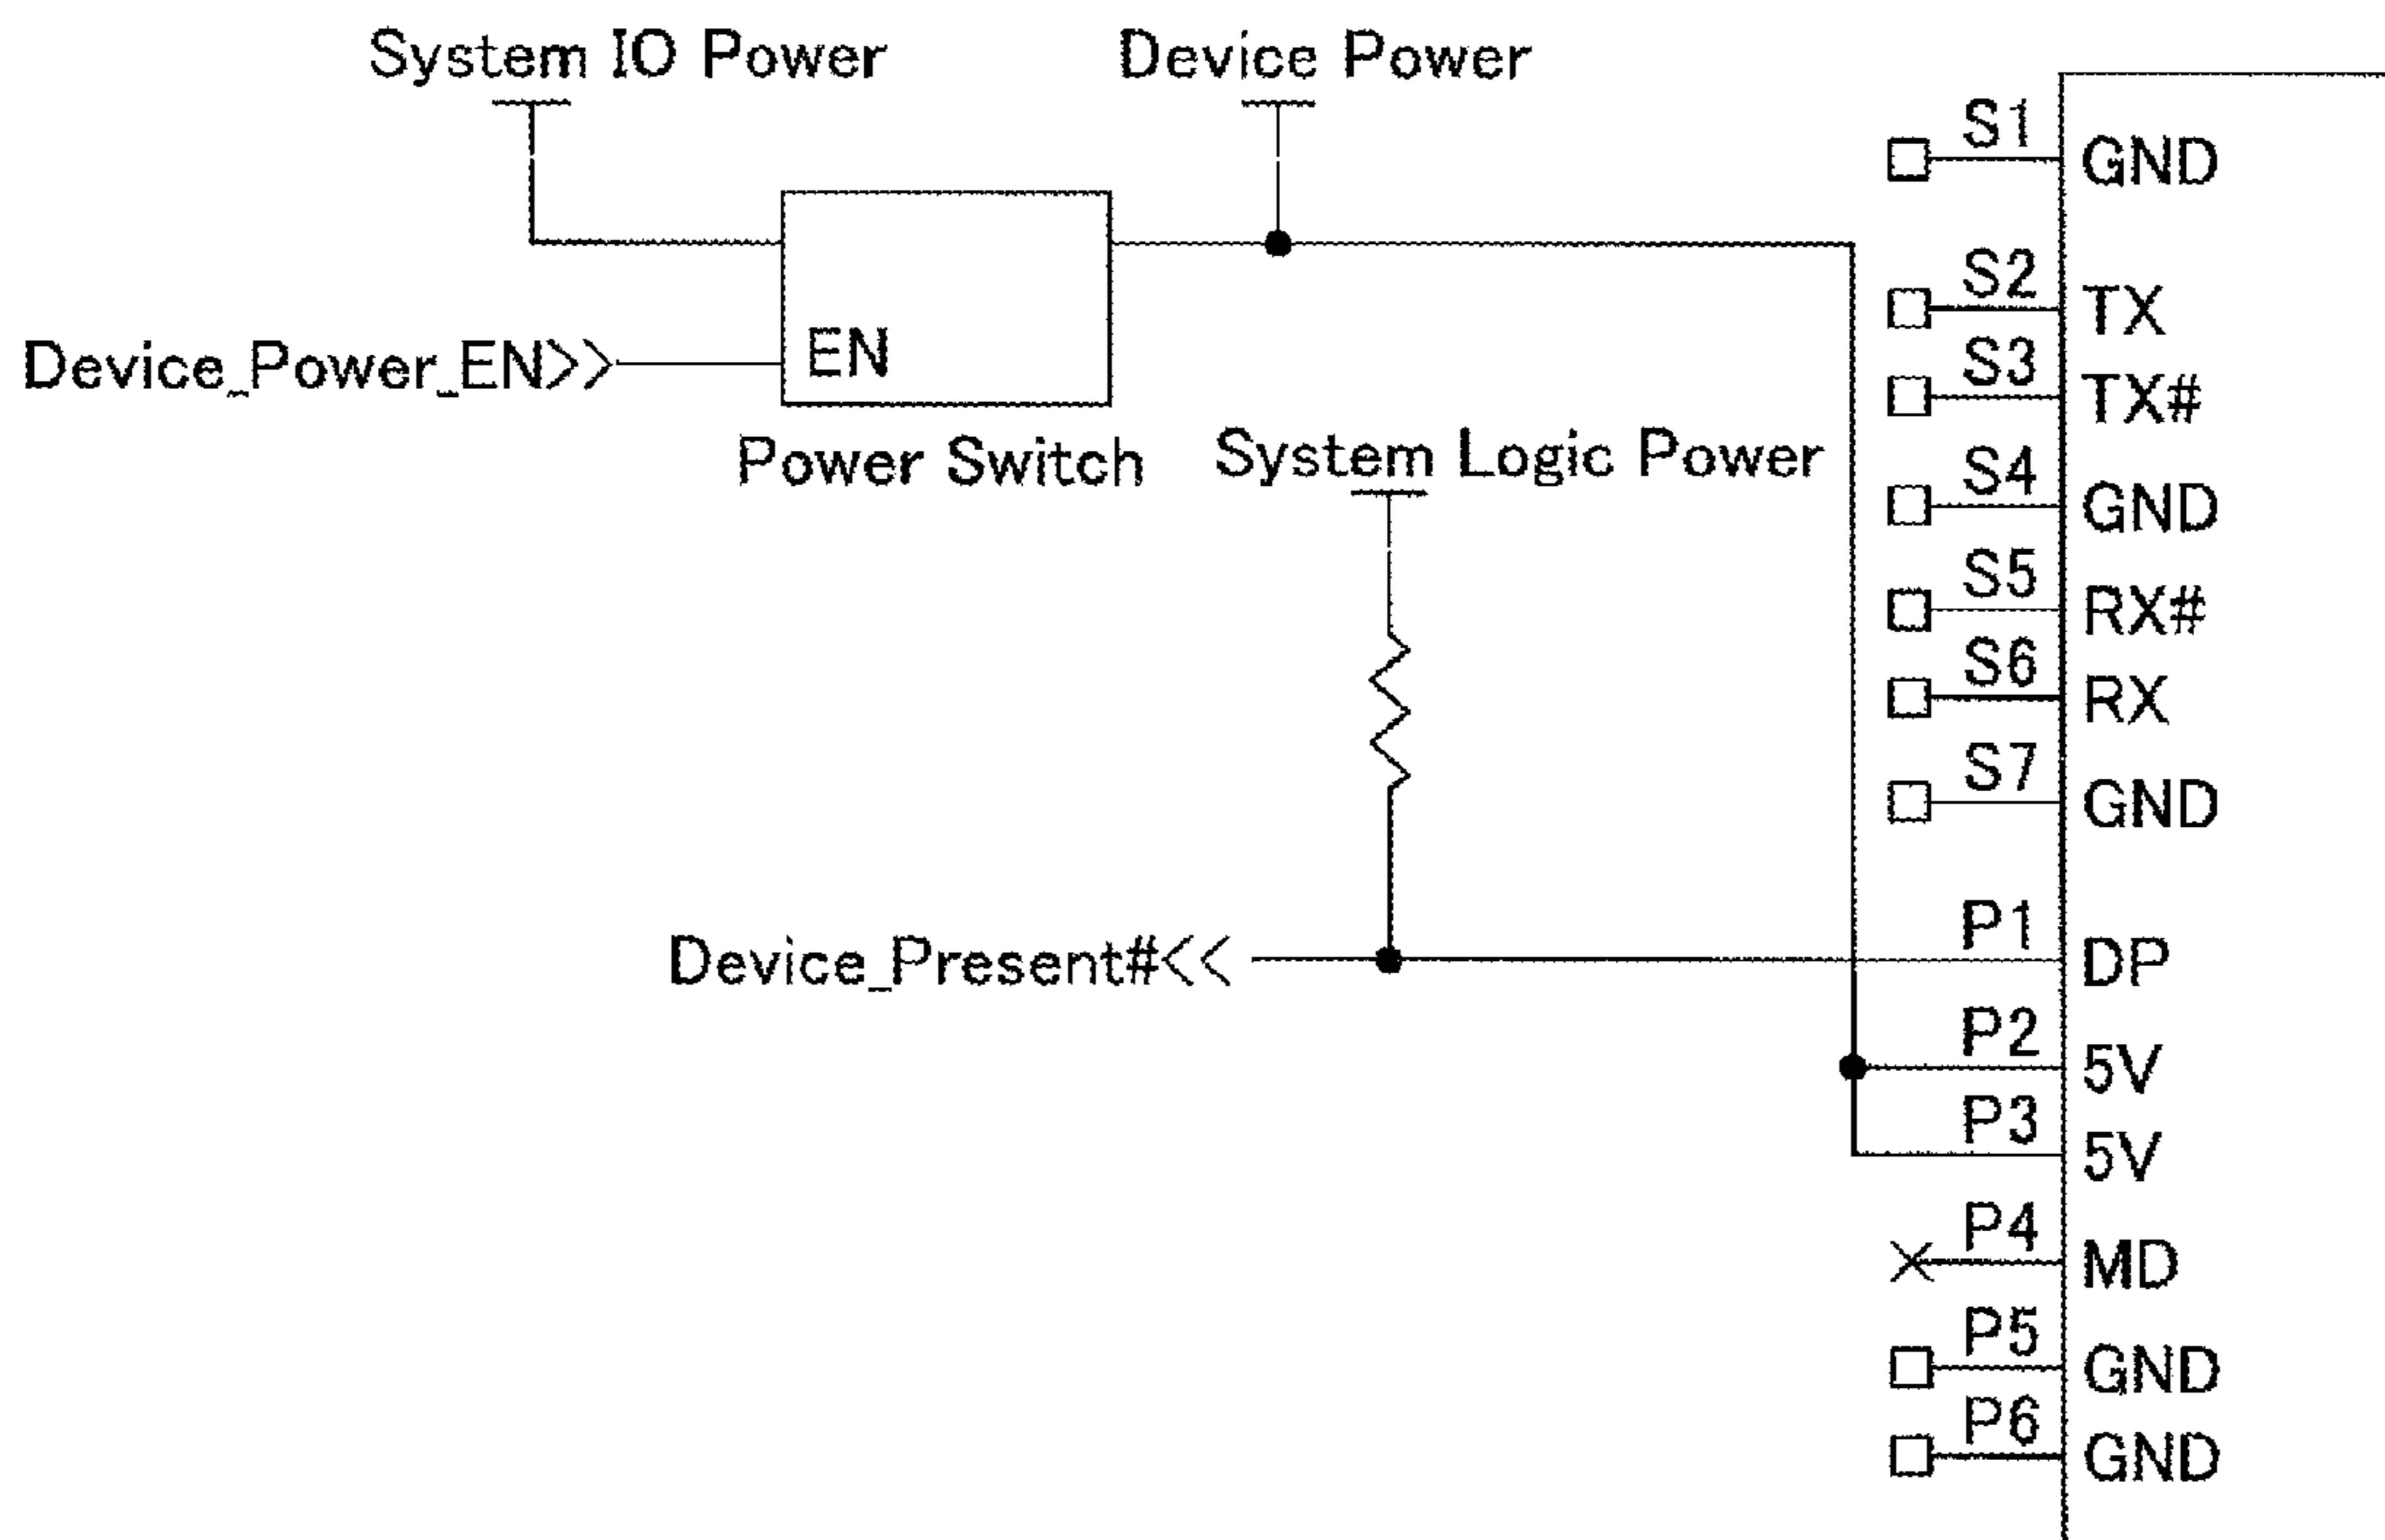 System IO Power
Device Power
Device_Power_EN>>
EN
Power Switch
System Logic Power
Device_Present#<<
S1 GND
S2 TX
S3 TX#
S4 GND
S5 RX#
S6 RX
S7 GND
P1 DP
P2 5V
P3 5V
P4 MD
P5 GND
P6 GND